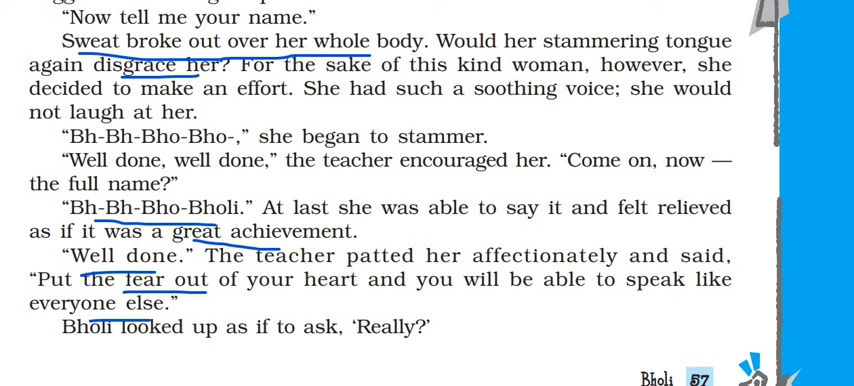 “Now tell me your name.”
Sweat broke out over her whole body. Would her stammering tongue
again disgrace her? For the sake of this kind woman, however, she
decided to make an effort. She had such a soothing voice; she would
not laugh at her.
“Bh-Bh-Bho-Bho-,” she began to stammer.
“Well done, well done,” the teacher encouraged her. “Come on, now —
the full name?”
“Bh-Bh-Bho-Bholi.” At last she was able to say it and felt relieved
as if it was a great achievement.
“Well done.” The teacher patted her affectionately and said,
“Put the fear out of your heart and you will be able to speak like
everyone else.”
Bholi looked up as if to ask, ‘Really?’
Bholi 57